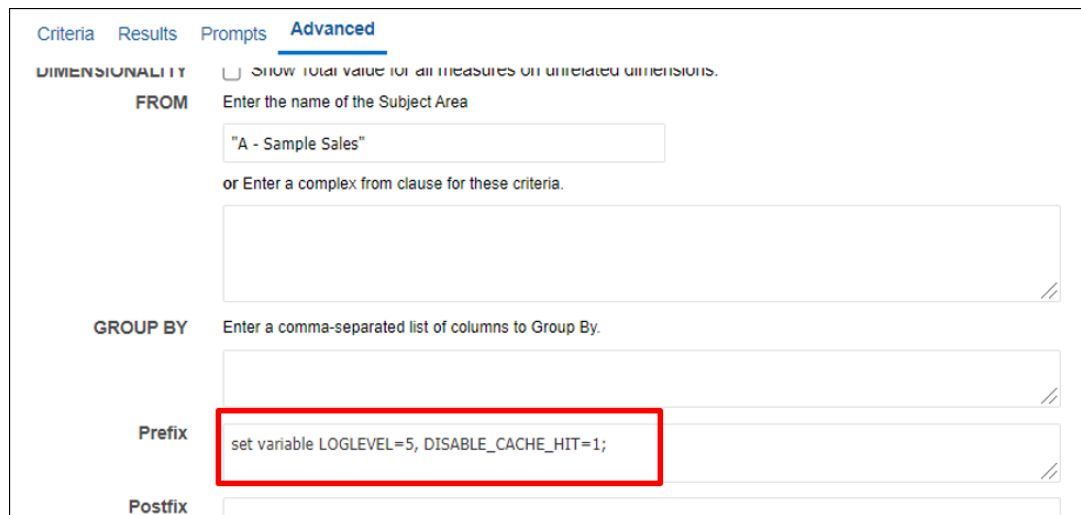 Criteria Results Prompts Advanced
DIMENSIONALITY Show Total value for all measures on unrelated dimensions.
FROM Enter the name of the Subject Area
"A - Sample Sales"
or Enter a complex from clause for these criteria.
GROUP BY Enter a comma-separated list of columns to Group By.
Prefix set variable LOGLEVEL=5, DISABLE_CACHE_HIT=1;
Postfix